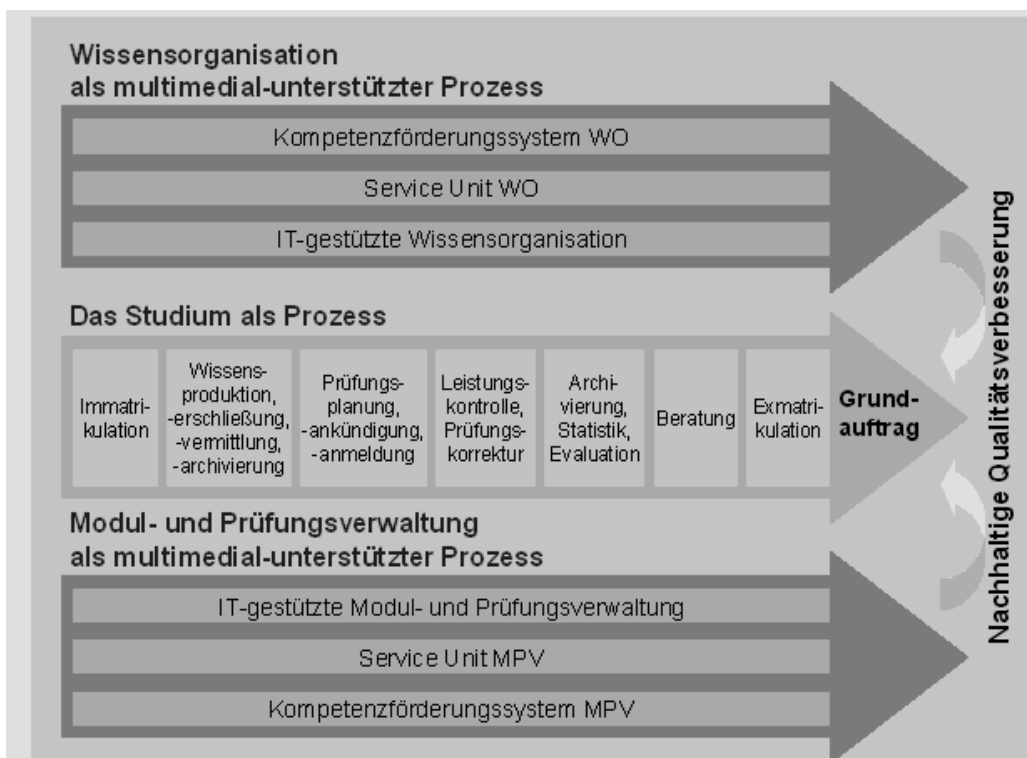 Wissensorganisation
als multimedial-unterstützter Prozess
Kompetenzförderungssystem WO
Service Unit WO
IT-gestützte Wissensorganisation
Das Studium als Prozess
Immatri-
kulation
Wissens-
produktion,
-erschließung,
-vermittlung,
-archivierung
Prüfungs-
planung,
-ankündigung,
-anmeldung
Leistungs-
kontrolle,
Prüfungs-
korrektur
Archi-
vierung,
Statistik,
Evaluation
Beratung
Exmatri-
kulation
Grund-
auftrag
Modul- und Prüfungsverwaltung
als multimedial-unterstützter Prozess
IT-gestützte Modul- und Prüfungsverwaltung
Service Unit MPV
Kompetenzförderungssystem MPV
Nachhaltige Qualitätsverbesserung